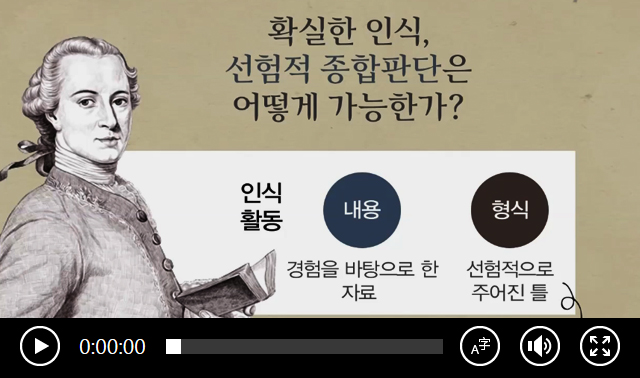 확실한 인식,
선험적 종합판단은
어떻게 가능한가?
인식
활동
내용
형식
경험을 바탕으로 한
자료
선험적으로
주어진 틀
0:00:00
A字